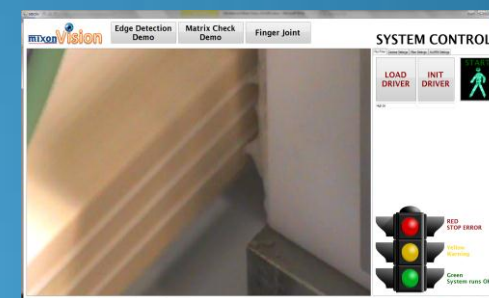 mixonVision
Edge Detection
Demo
Matrix Check
Demo
Finger Joint
SYSTEM CONTROL
LOAD
DRIVER
INIT
DRIVER
START
RED
STOP ERROR
Yellow
Warning
Green
System runs OK